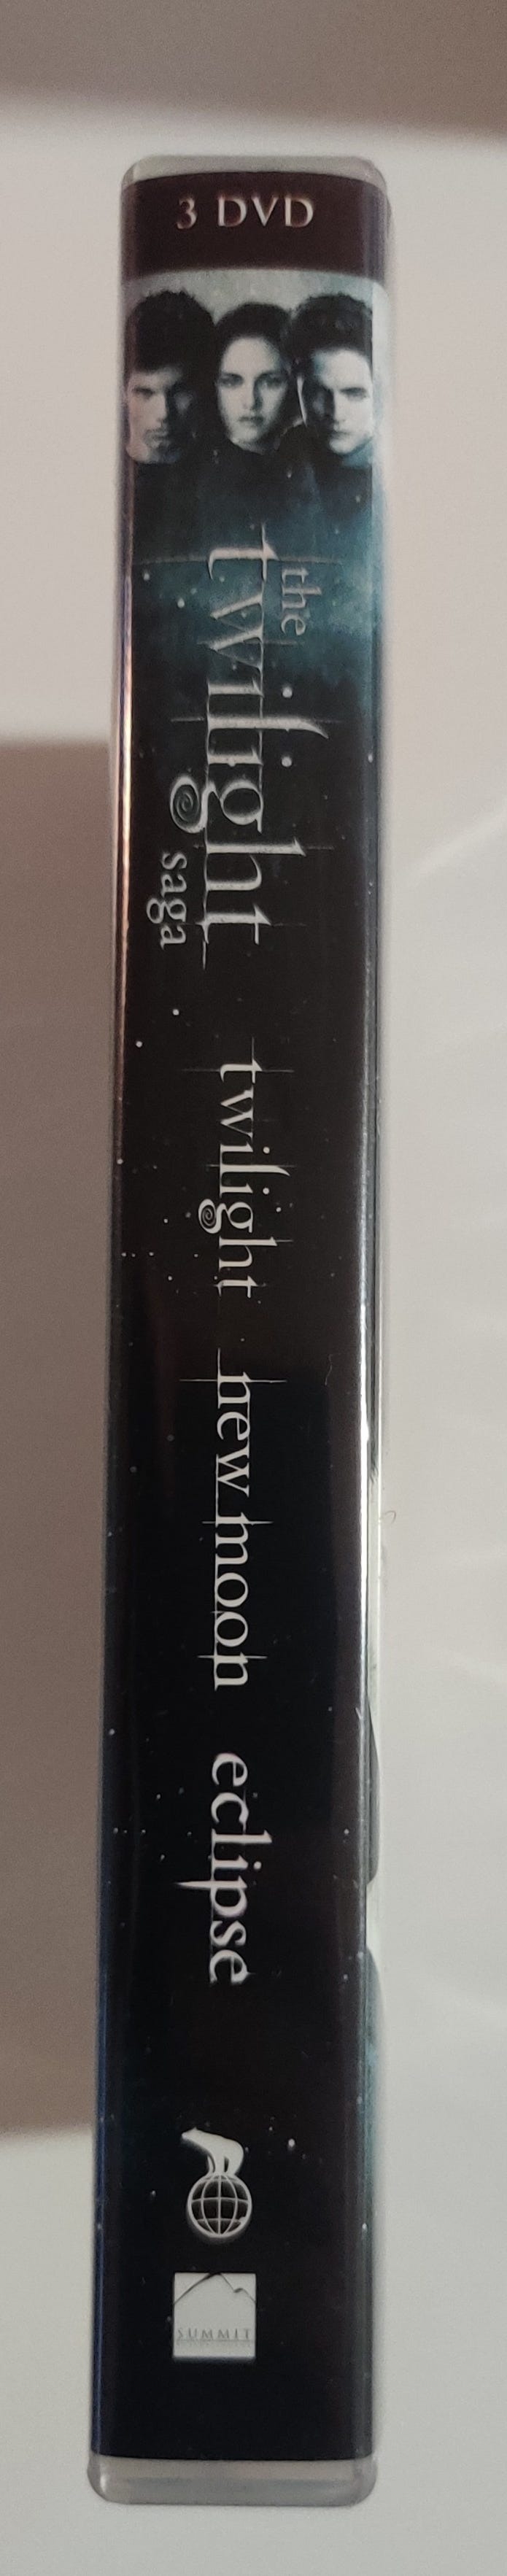 3 DVD
the
twilight
saga
twilight
new moon
eclipse
SUMMIT